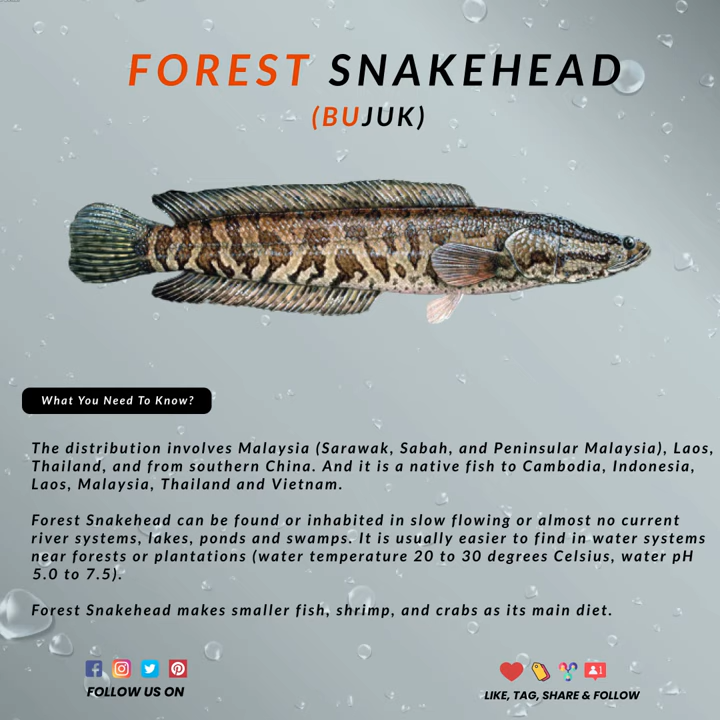 FOREST SNAKEHEAD
(BUJUK)
What You Need To Know?
The distribution involves Malaysia (Sarawak, Sabah, and Peninsular Malaysia), Laos,
Thailand, and from southern China. And it is a native fish to Cambodia, Indonesia,
Laos, Malaysia, Thailand and Vietnam.
Forest Snakehead can be found or inhabited in slow flowing or almost no current
river systems, lakes, ponds and swamps. It is usually easier to find in water systems
near forests or plantations (water temperature 20 to 30 degrees Celsius, water pH
5.0 to 7.5).
Forest Snakehead makes smaller fish, shrimp, and crabs as its main diet.
FOLLOW US ON
LIKE, TAG, SHARE & FOLLOW